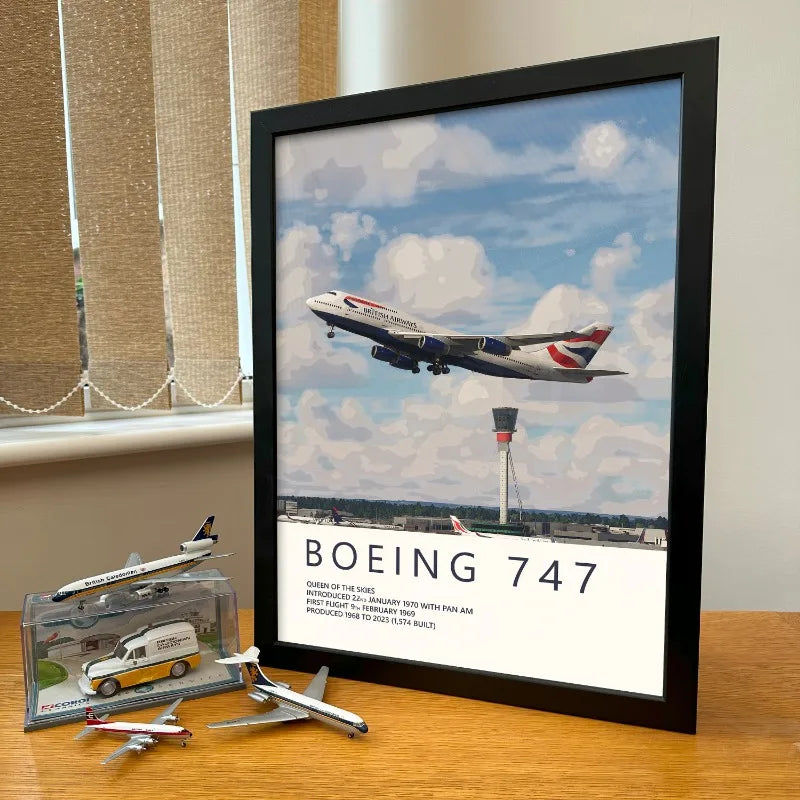 BRITISH AIRWAYS
BOEING 747
QUEEN OF THE SKIES
INTRODUCED 22ND JANUARY 1970 WITH PAN AM
FIRST FLIGHT 9TH FEBRUARY 1969
PRODUCED 1968 TO 2023 (1,574 BUILT)
British Caledonian
CORGI